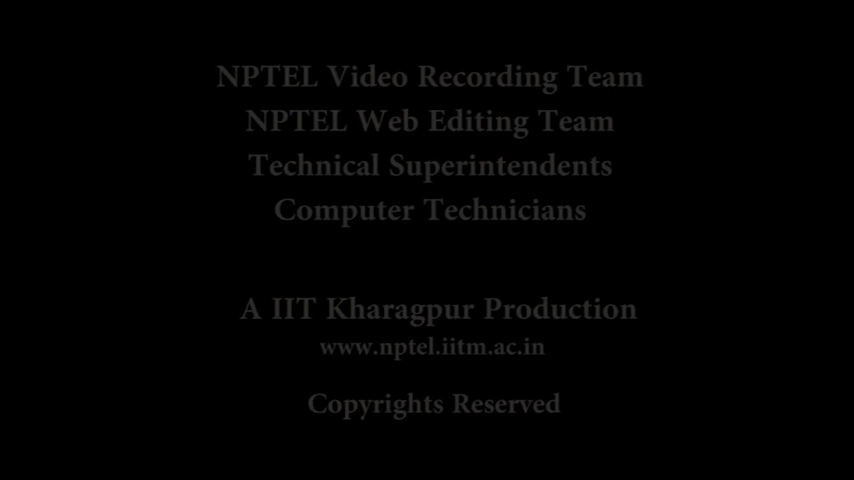 NPTEL Video Recording Team
NPTEL Web Editing Team
Technical Superintendents
Computer Technicians
A IIT Kharagpur Production
www.nptel.iitm.ac.in
Copyrights Reserved